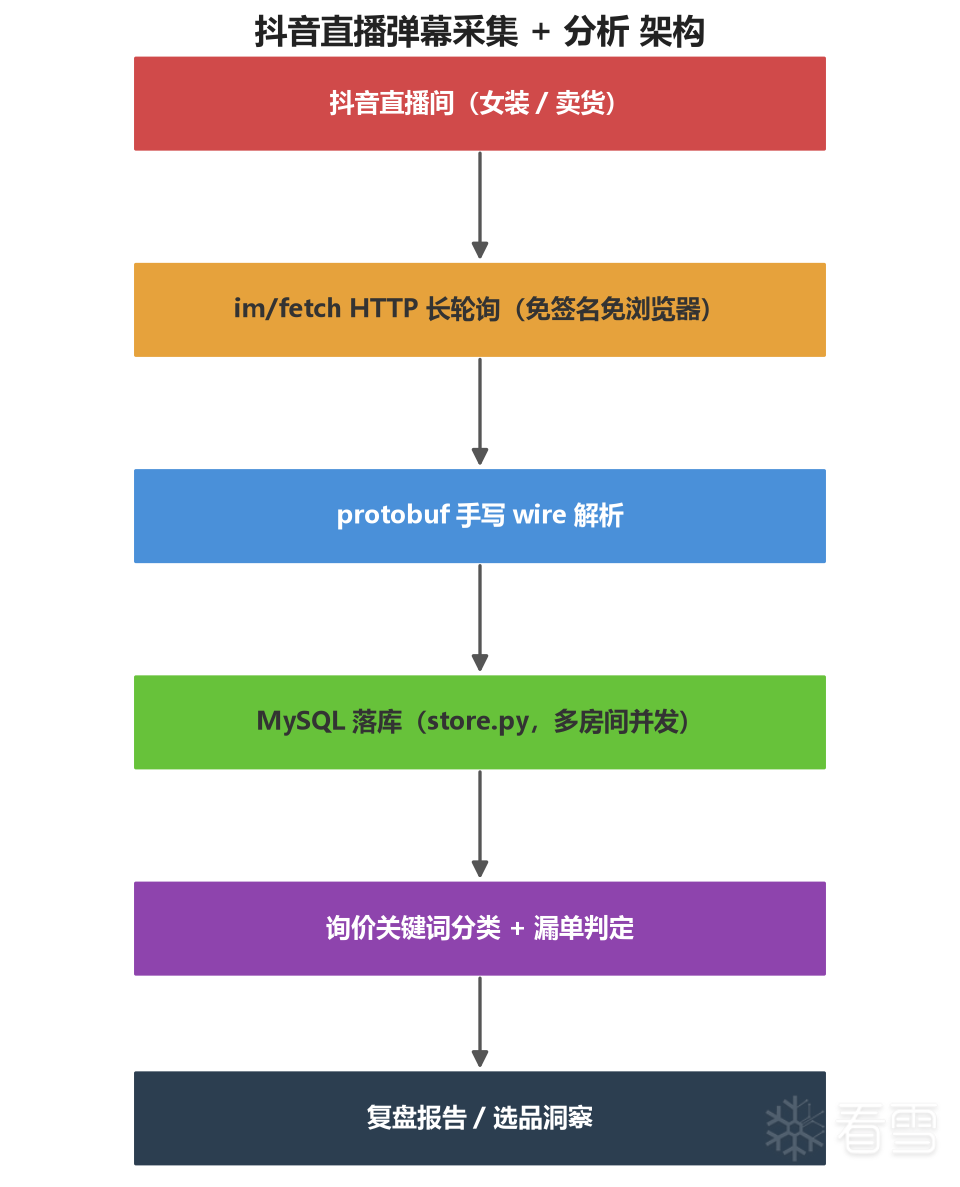 抖音直播弹幕采集 + 分析 架构
抖音直播间（女装 / 卖货）
im/fetch HTTP 长轮询（免签名免浏览器）
protobuf 手写 wire 解析
MySQL 落库（store.py，多房间并发）
询价关键词分类 + 漏单判定
复盘报告 / 选品洞察
看雪